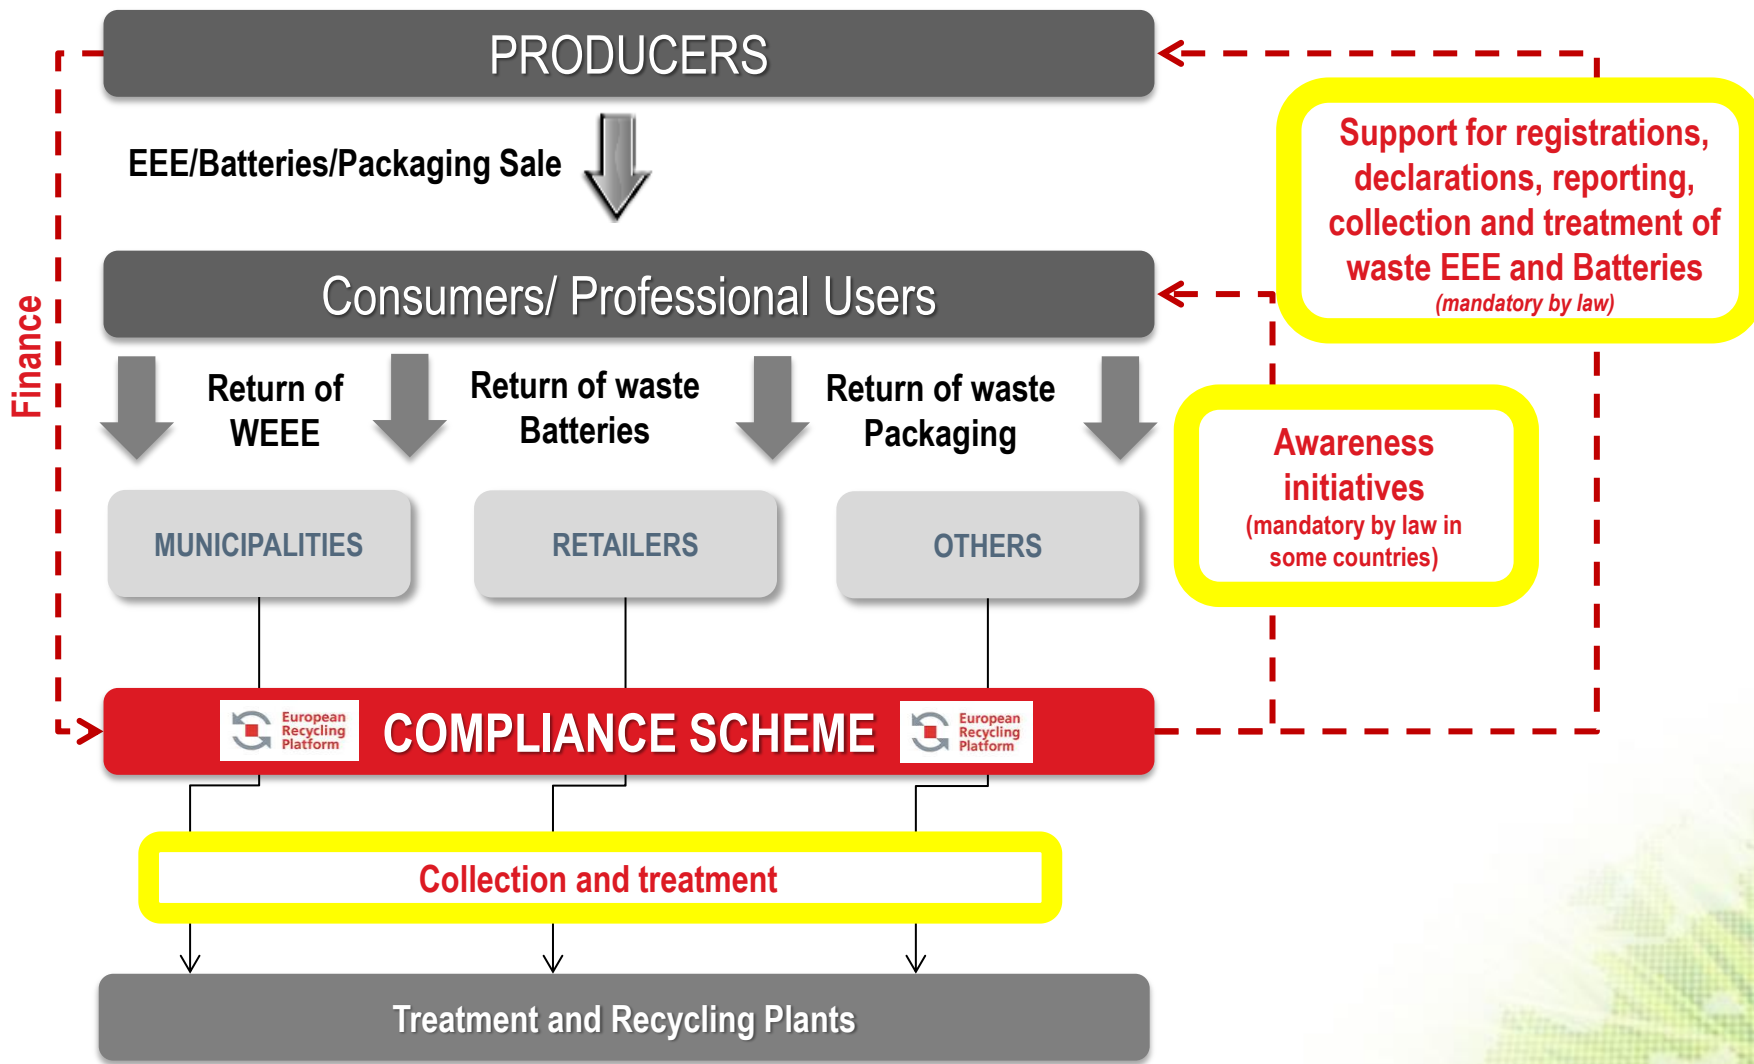 PRODUCERS
EEE/Batteries/Packaging Sale
Support for registrations,
declarations, reporting,
collection and treatment of
waste EEE and Batteries
(mandatory by law)
Consumers/ Professional Users
Finance
Return of
WEEE
Return of waste
Batteries
Return of waste
Packaging
Awareness
initiatives
(mandatory by law in
some countries)
MUNICIPALITIES
RETAILERS
OTHERS
European
Recycling
Platform
COMPLIANCE SCHEME
European
Recycling
Platform
Collection and treatment
Treatment and Recycling Plants